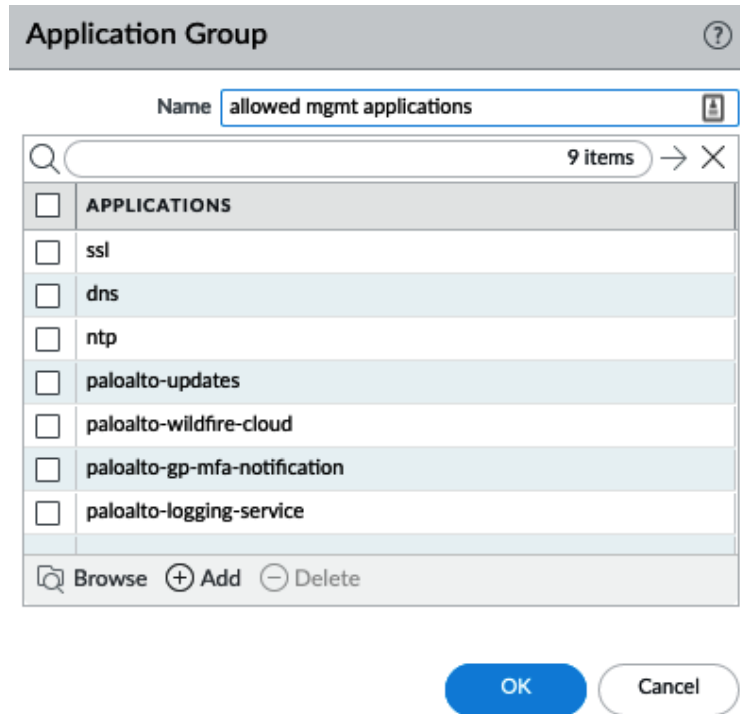 Application Group ?
Name allowed mgmt applications
9 items
APPLICATIONS
ssl
dns
ntp
paloalto-updates
paloalto-wildfire-cloud
paloalto-gp-mfa-notification
paloalto-logging-service
Browse Add Delete
OK Cancel